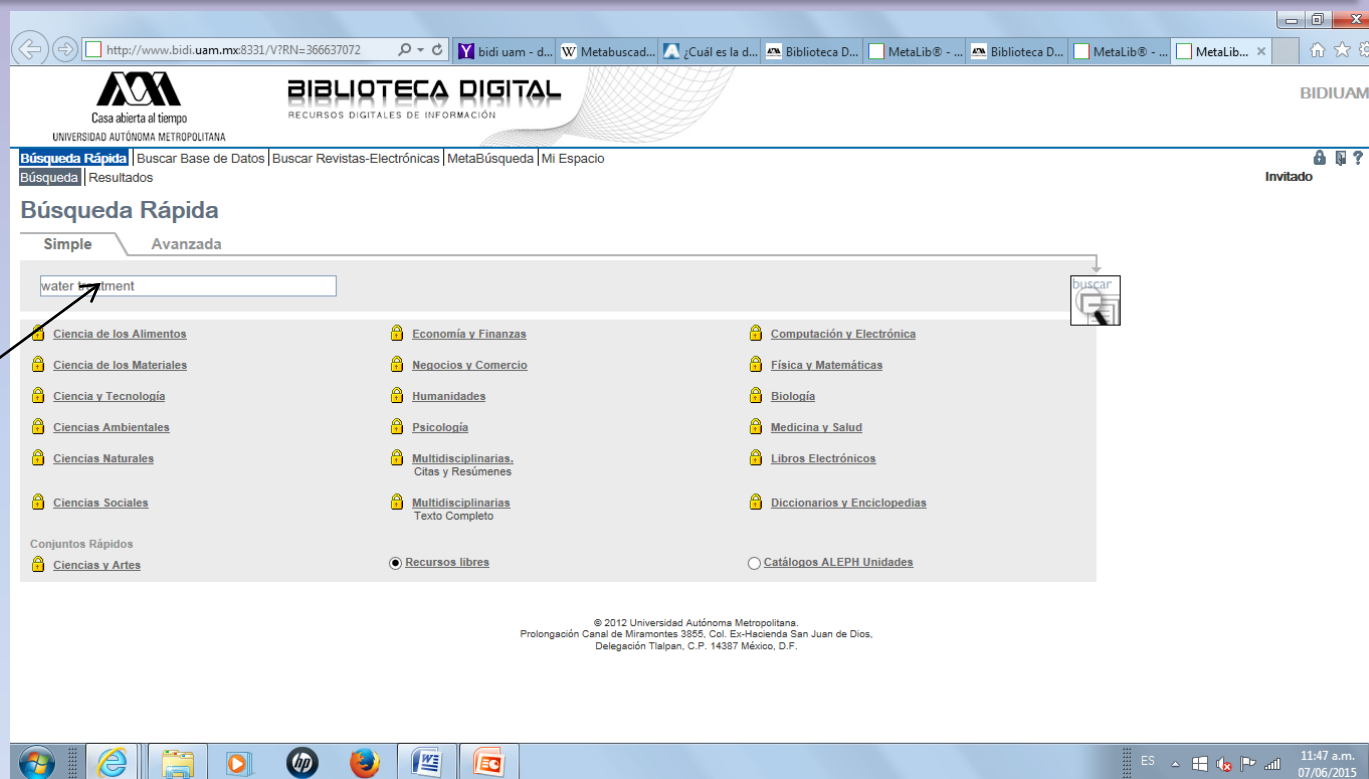 http://www.bidi.uam.mx:8331/V?RN=366637072
bidi uam - d...
Metabuscad...
¿Cuál es la d...
Biblioteca D...
MetaLib® - ...
Biblioteca D...
MetaLib® - ...
MetaLib...
Casa abierta al tiempo
UNIVERSIDAD AUTÓNOMA METROPOLITANA
BIBLIOTECA DIGITAL
RECURSOS DIGITALES DE INFORMACIÓN
BIDIUAM
Búsqueda Rápida | Buscar Base de Datos | Buscar Revistas-Electrónicas | MetaBúsqueda | Mi Espacio
Búsqueda | Resultados
Invitado
Búsqueda Rápida
Simple Avanzada
water treatment
buscar
Ciencia de los Alimentos Economía y Finanzas Computación y Electrónica
Ciencia de los Materiales Negocios y Comercio Física y Matemáticas
Ciencia y Tecnología Humanidades Biología
Ciencias Ambientales Psicología Medicina y Salud
Ciencias Naturales Multidisciplinarias. Libros Electrónicos
Citas y Resúmenes
Ciencias Sociales Multidisciplinarias Diccionarios y Enciclopedias
Texto Completo
Conjuntos Rápidos
Ciencias y Artes Recursos libres Catálogos ALEPH Unidades
© 2012 Universidad Autónoma Metropolitana.
Prolongación Canal de Miramontes 3855, Col. Ex-Hacienda San Juan de Dios,
Delegación Tlalpan, C.P. 14387 México, D.F.
ES
11:47 a.m.
07/06/2015